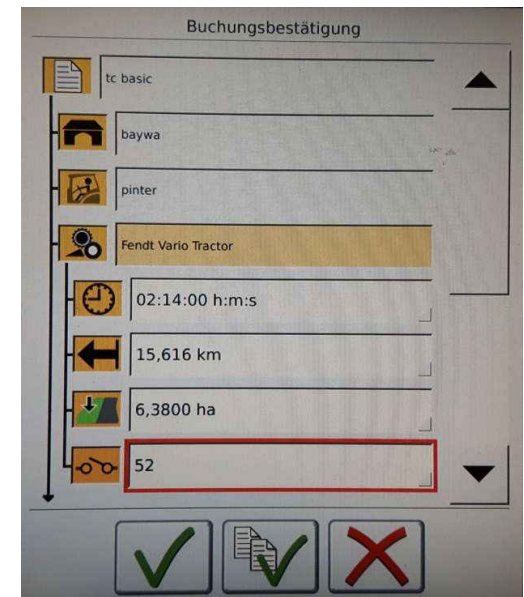 Buchungsbestätigung
tc basic
baywa
pinter
Fendt Vario Tractor
02:14:00 h:m:s
15,616 km
6,3800 ha
52